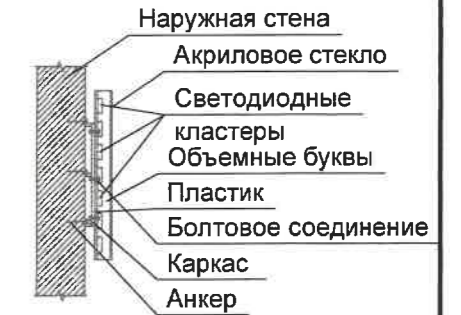 Наружная стена
Акриловое стекло
Светодиодные
кластеры
Объемные буквы
Пластик
Болтовое соединение
Каркас
Анкер